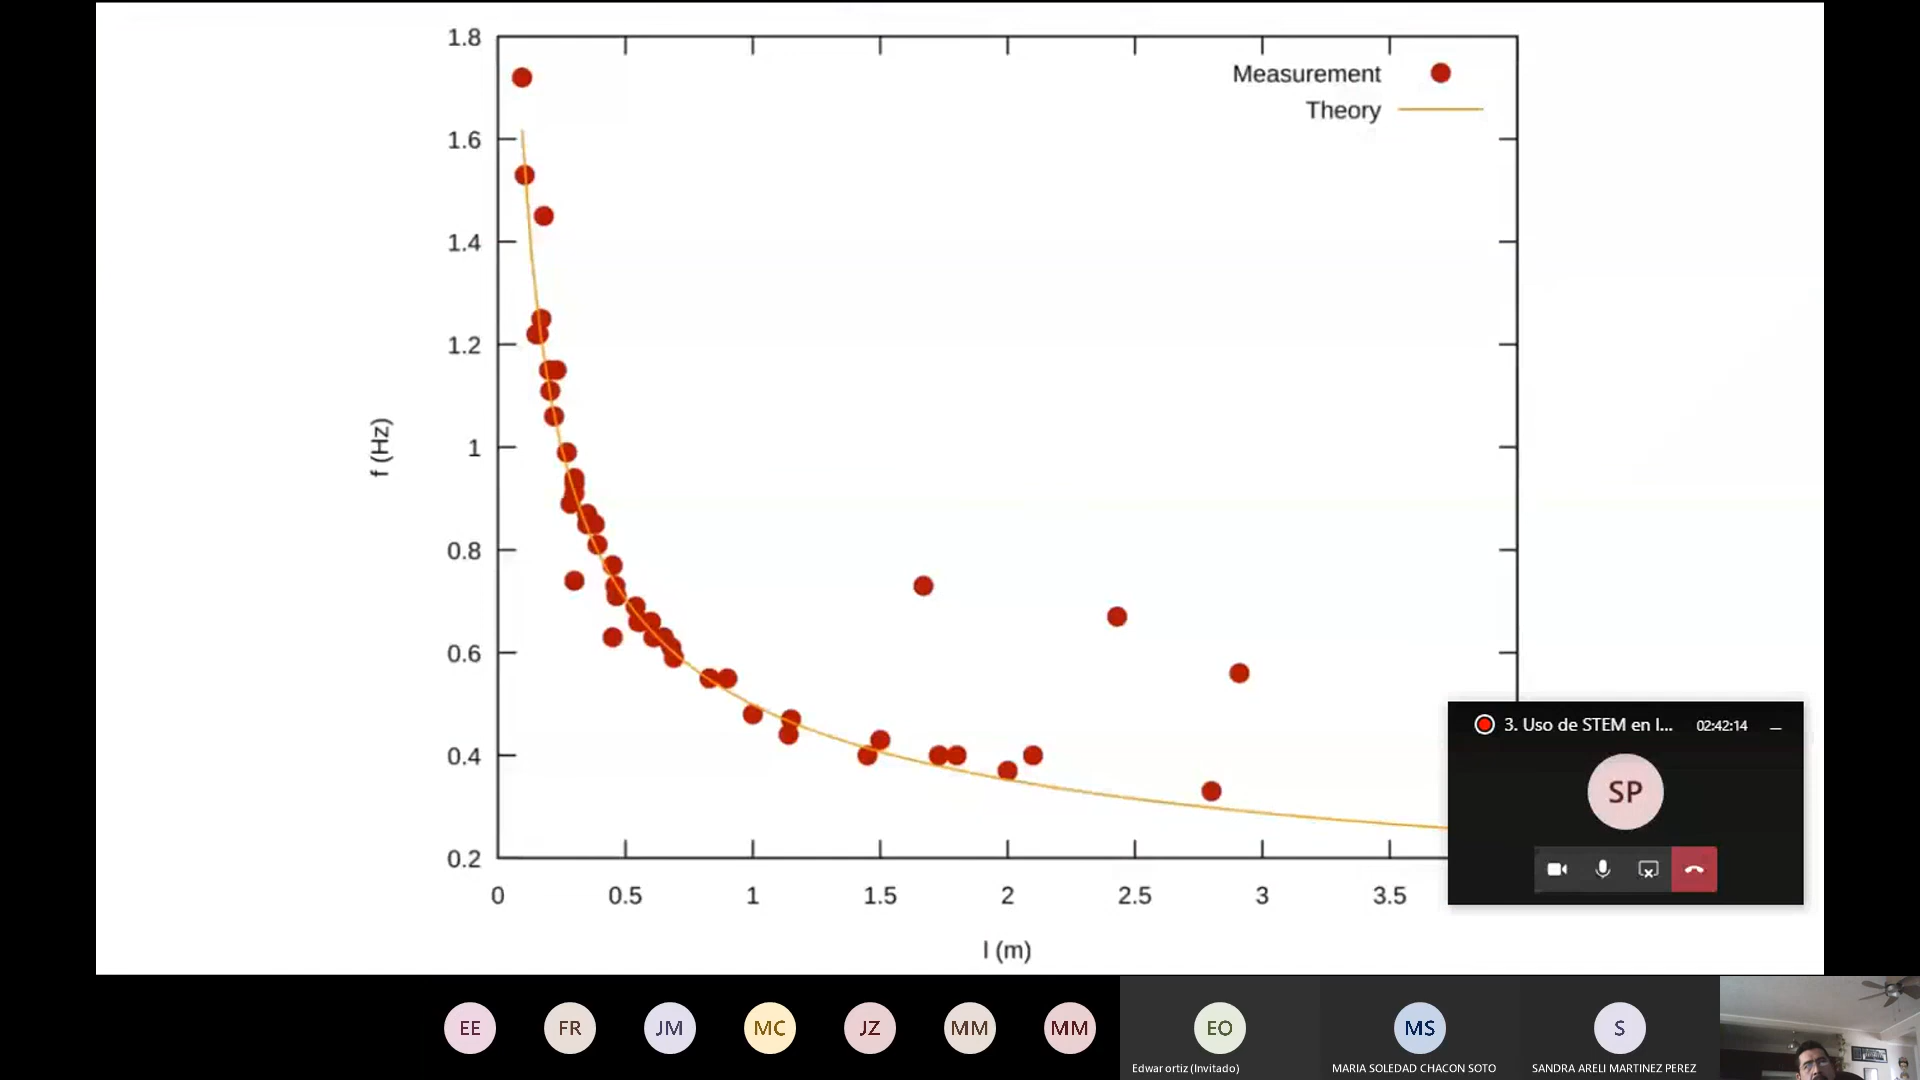 1.8
1.6
1.4
1.2
1
0.8
0.6
0.4
0.2
f (Hz)
Measurement
Theory
0 0.5 1 1.5 2 2.5 3 3.5
l (m)
3. Uso de STEM en l... 02:42:14
SP
EE FR JM MC JZ MM MM EO MS S
Edwar ortiz (Invitado) MARIA SOLEDAD CHACON SOTO SANDRA ARELI MARTINEZ PEREZ